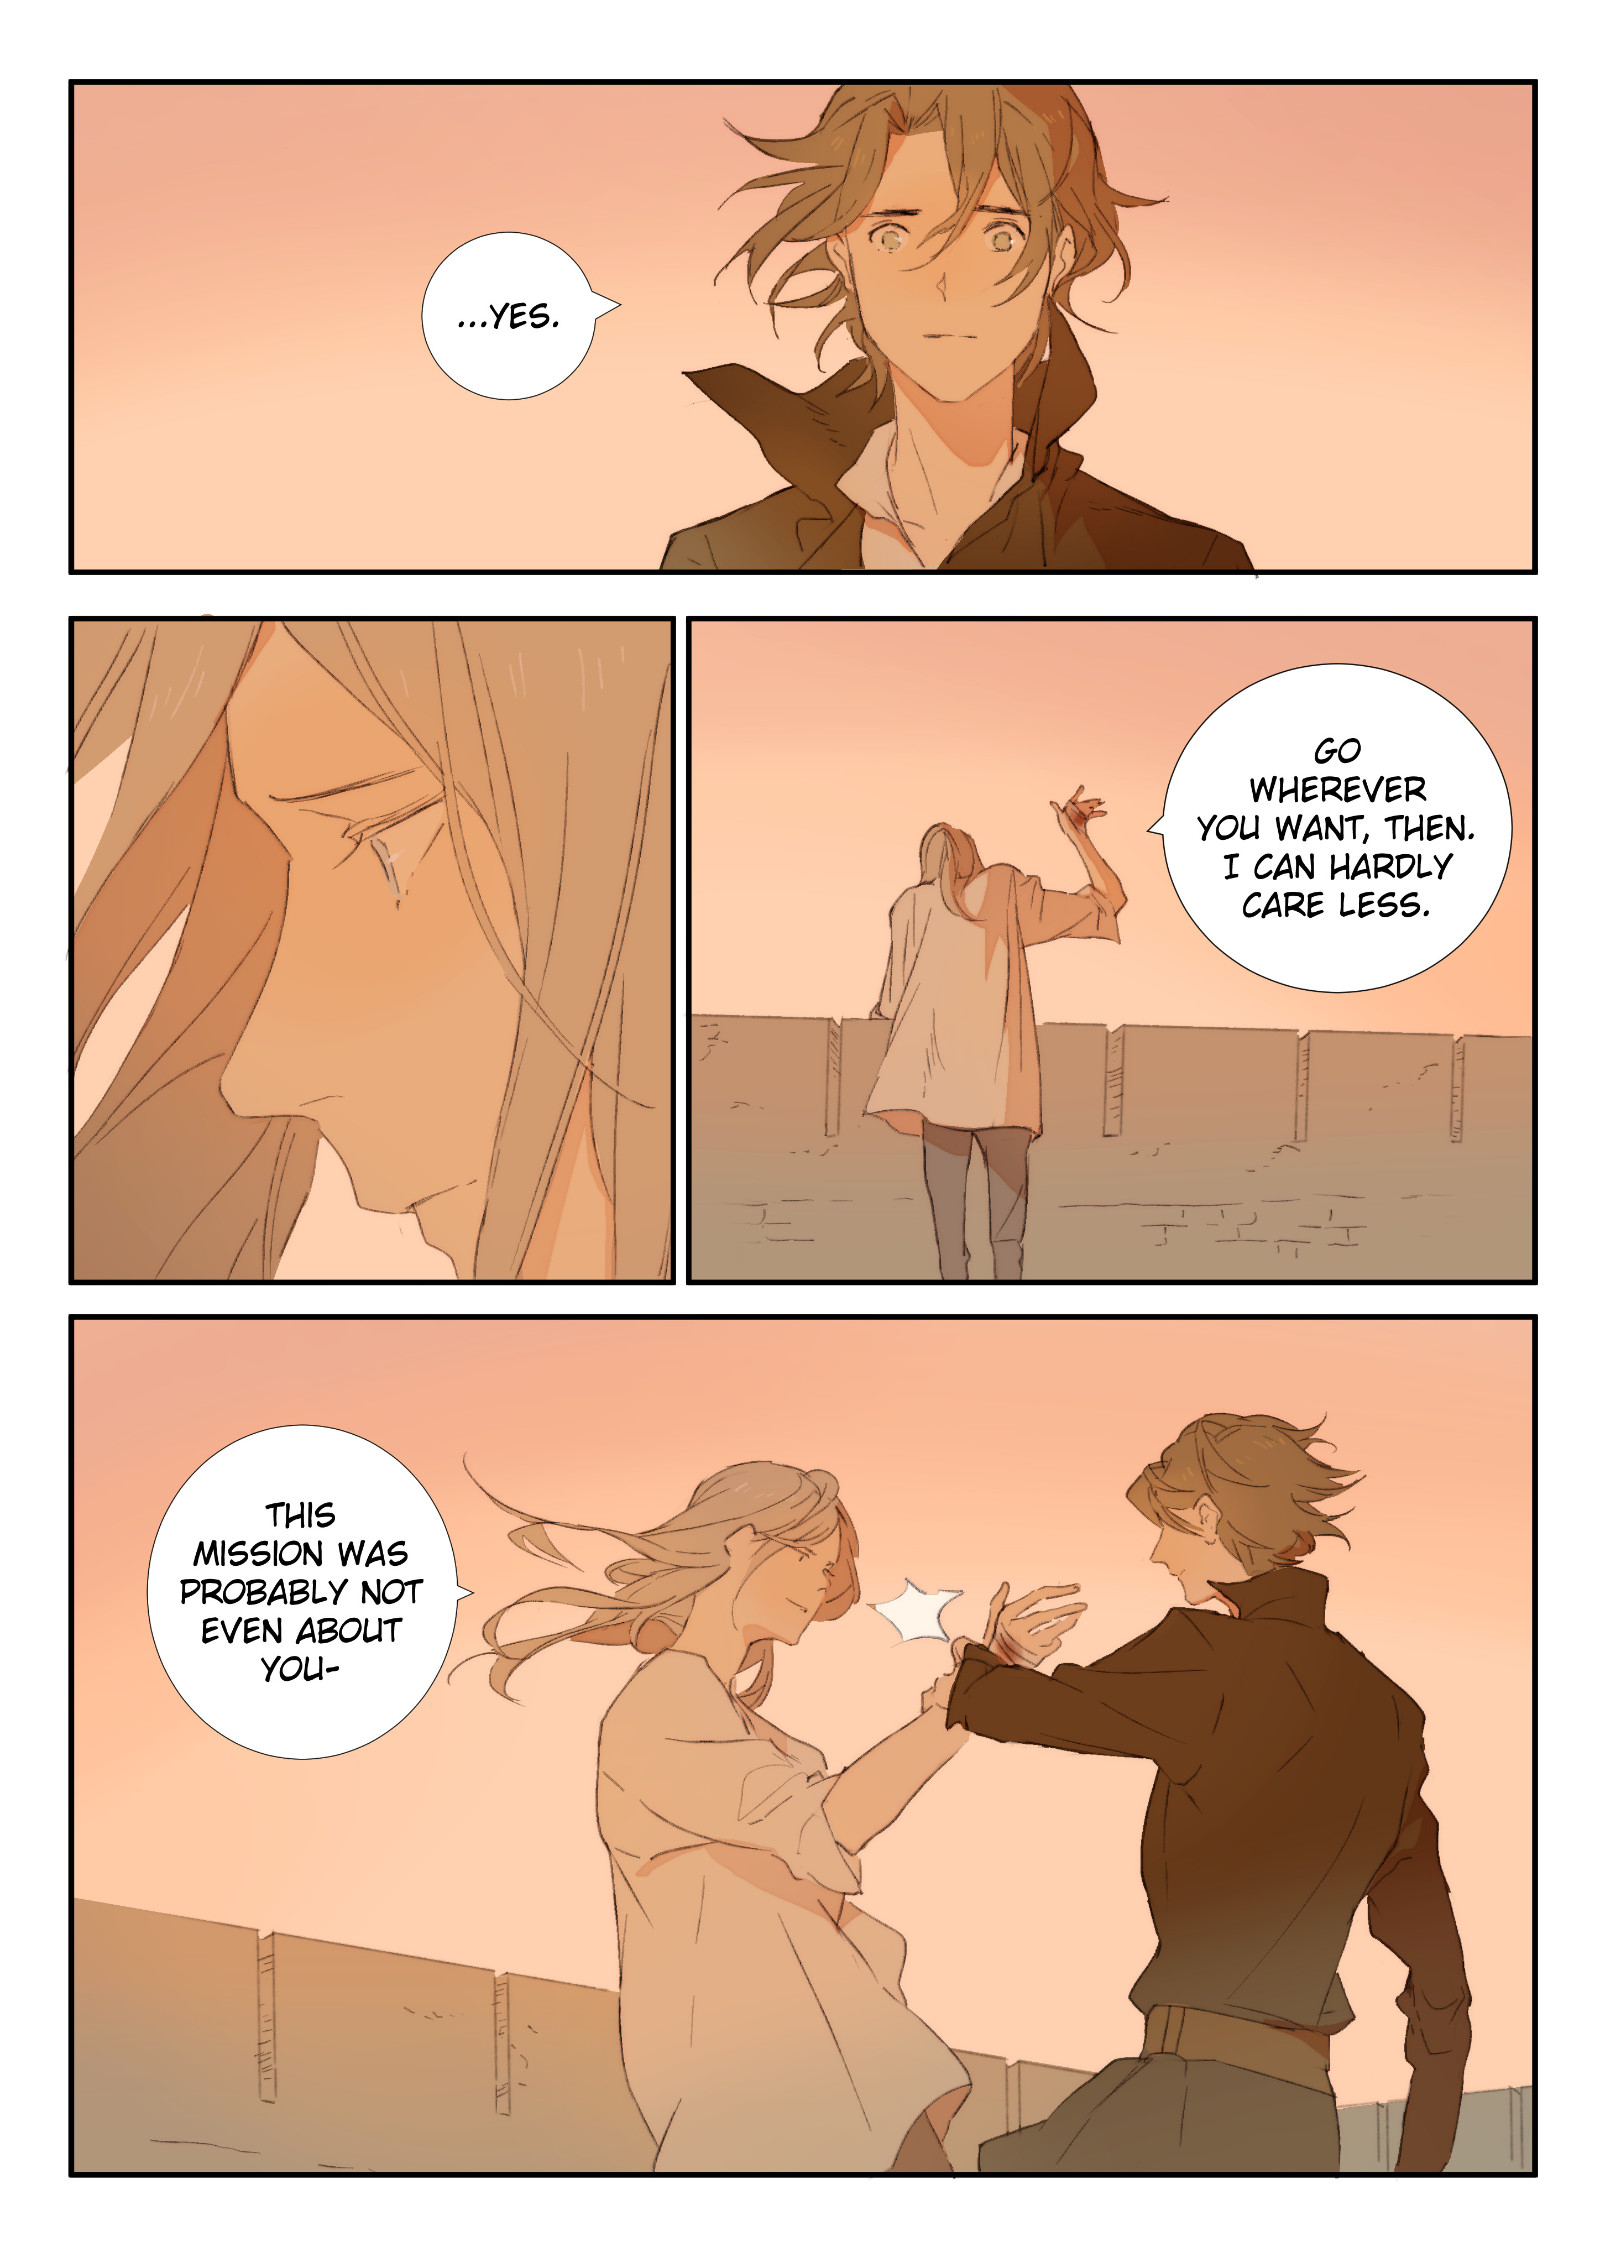 ...YES.
GO
WHEREVER
YOU WANT, THEN.
I CAN HARDLY
CARE LESS.
THIS
MISSION WAS
PROBABLY NOT
EVEN ABOUT
YOU-